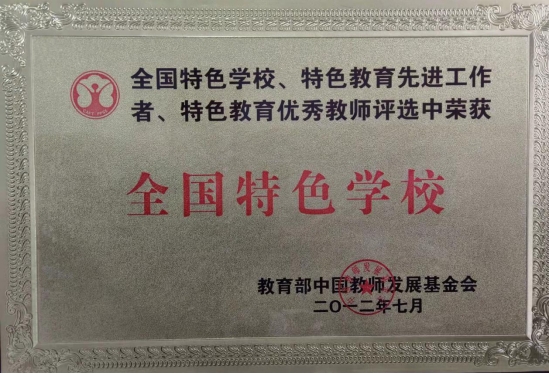 全国特色学校、特色教育先进工作
者、特色教育优秀教师评选中荣获
全国特色学校
教育部中国教师发展基金会
二〇一二年七月